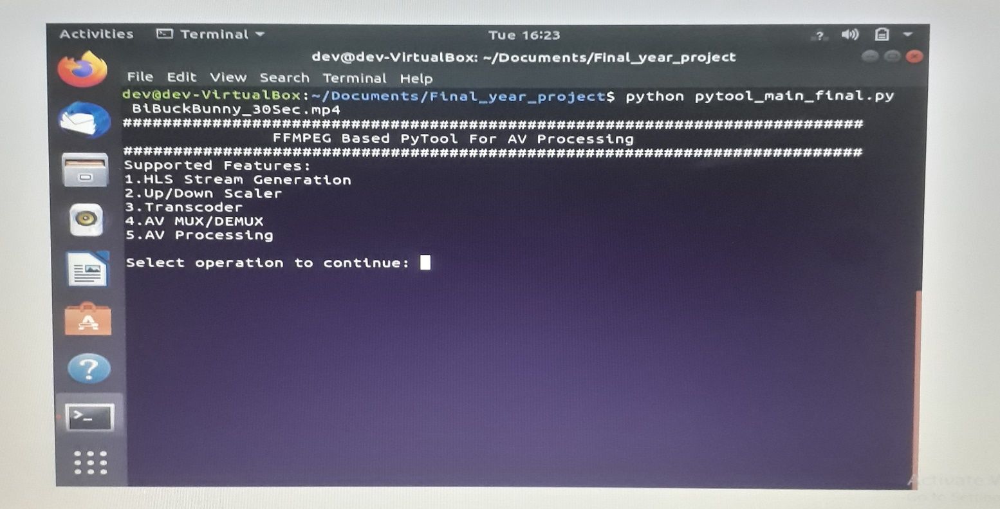 Activities Terminal Tue 16:23 ?
dev@dev-VirtualBox: ~/Documents/Final_year_project
File Edit View Search Terminal Help
dev@dev-VirtualBox:~/Documents/Final_year_project$ python pytool_main_final.py
BiBuckBunny_30Sec.mp4
###########################################################################
FFMPEG Based PyTool For AV Processing
###########################################################################
Supported Features:
1.HLS Stream Generation
2.Up/Down Scaler
3.Transcoder
4.AV MUX/DEMUX
5.AV Processing
Select operation to continue:
Activate